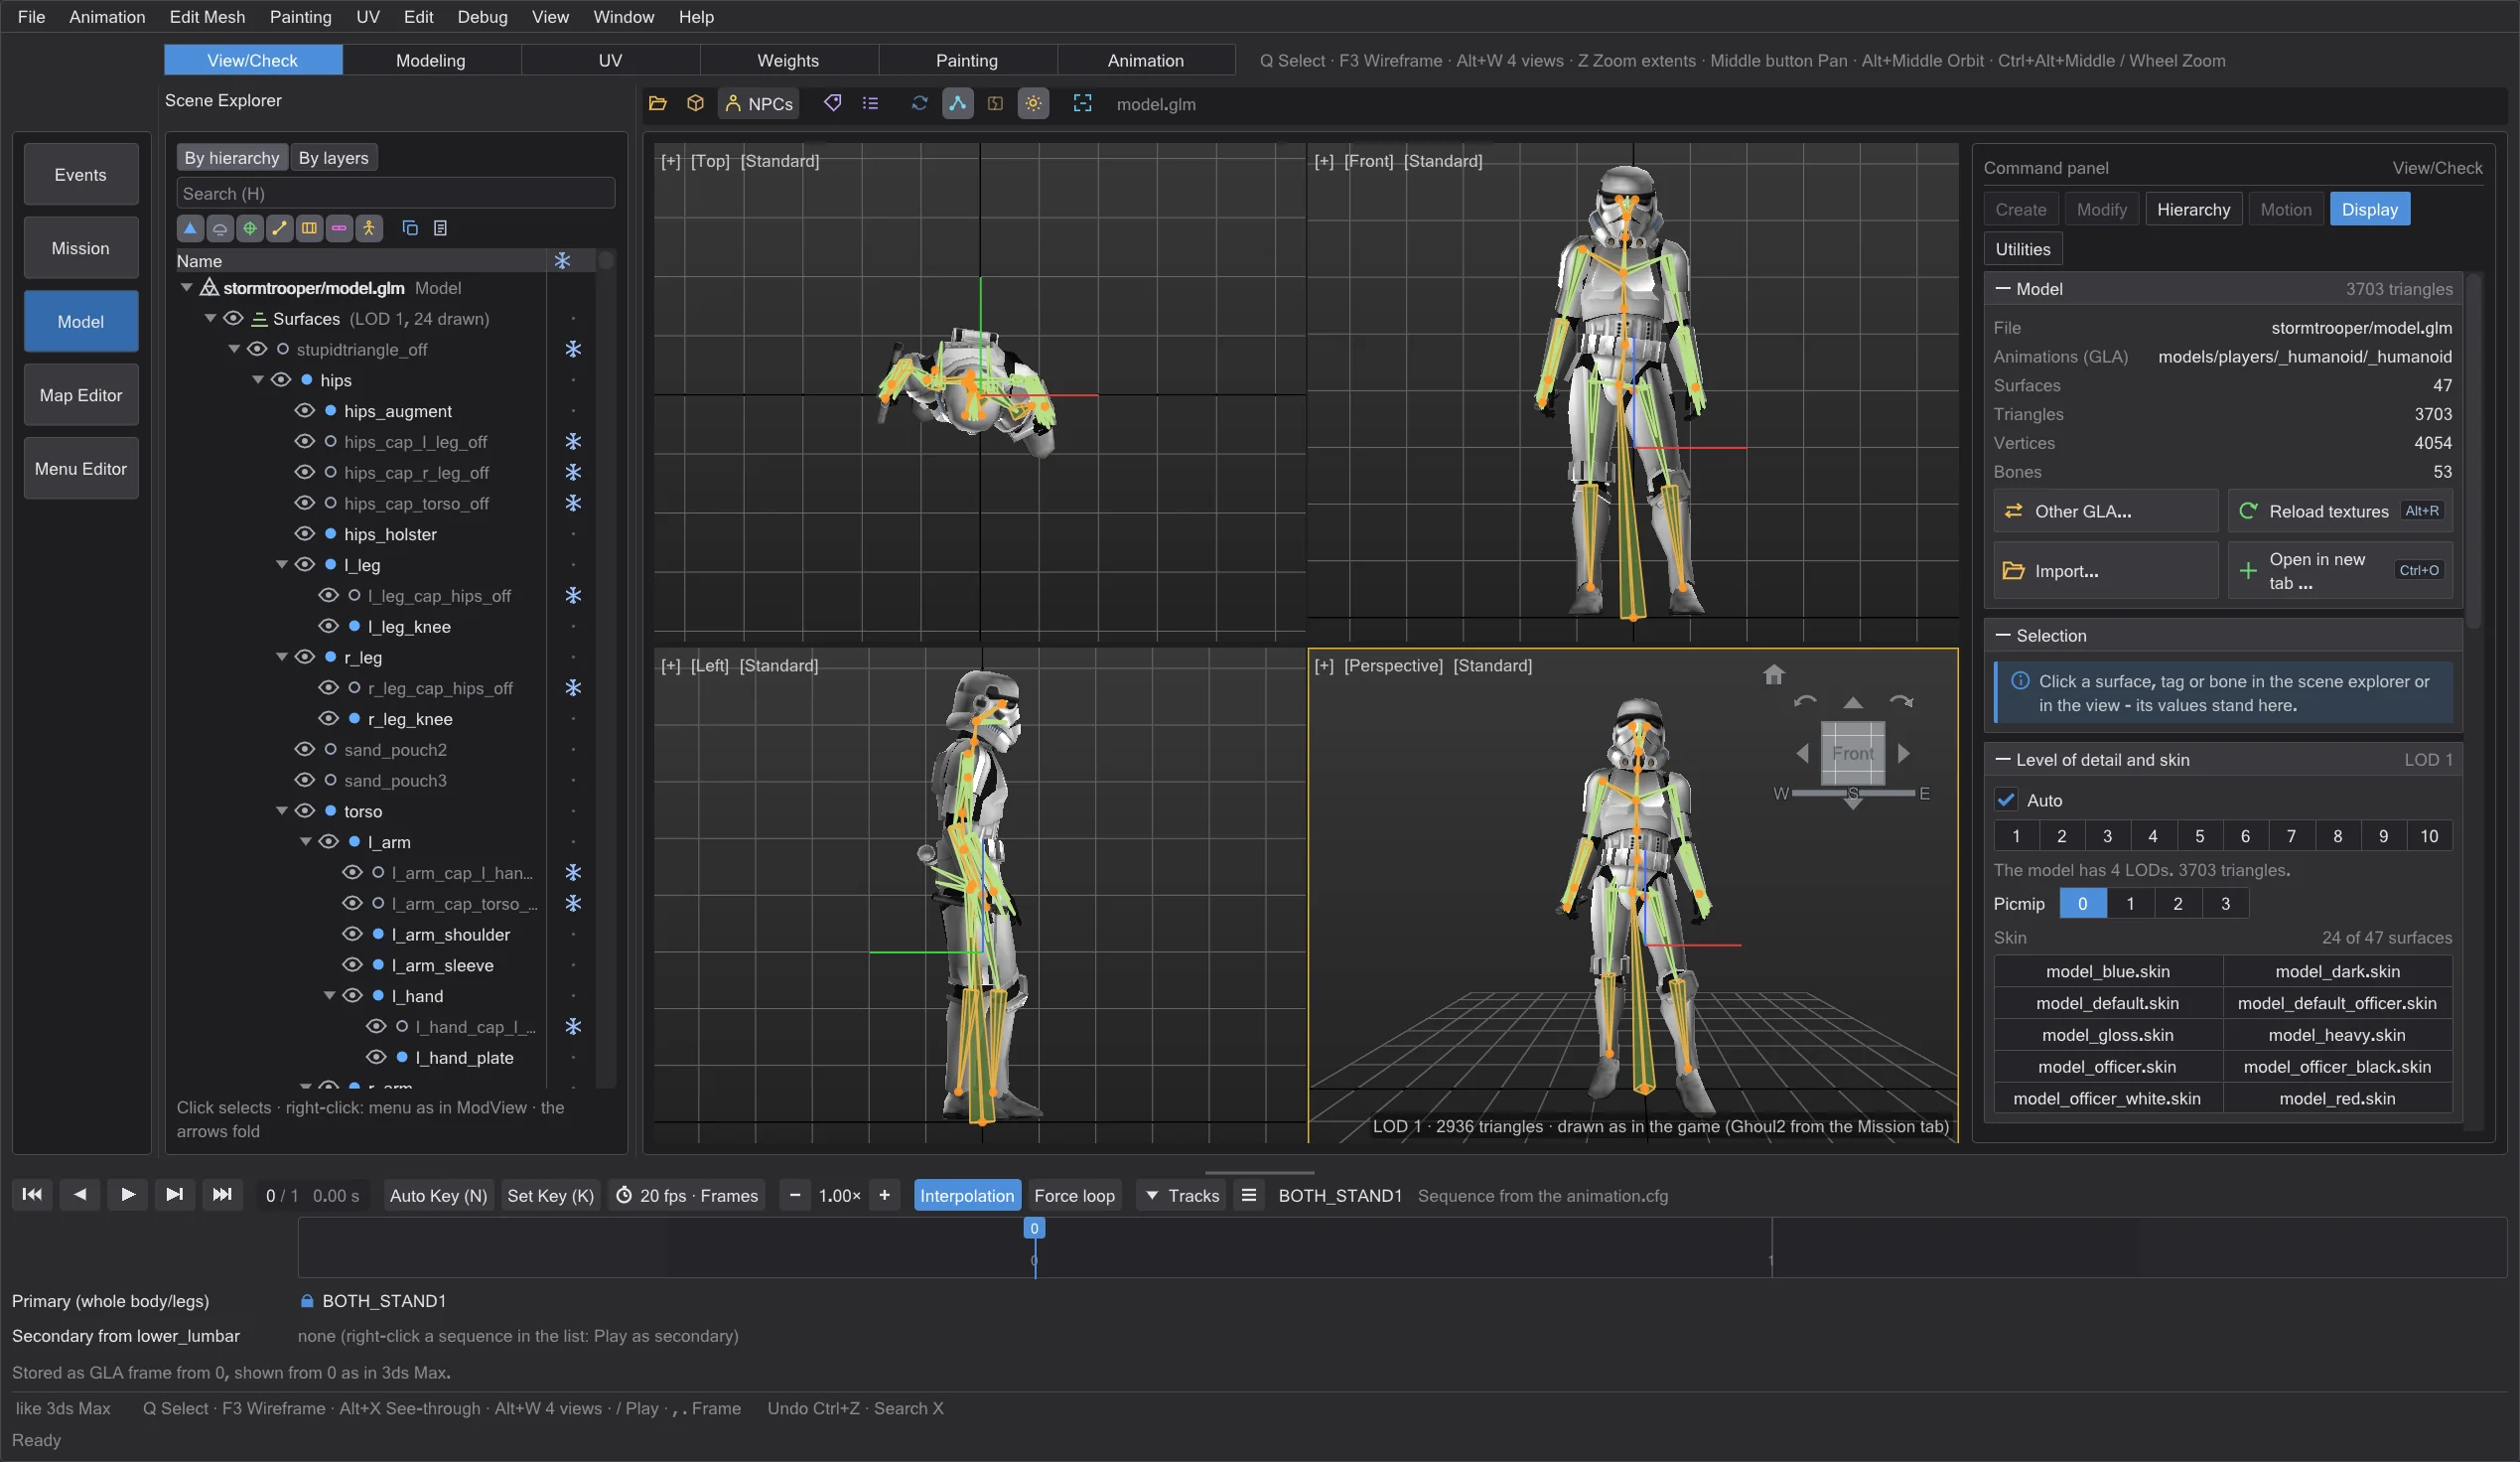 File Animation Edit Mesh Painting UV Edit Debug View Window Help
View/Check Modeling UV Weights Painting Animation Q Select · F3 Wireframe · Alt+W 4 views · Z Zoom extents · Middle button Pan · Alt+Middle Orbit · Ctrl+Alt+Middle / Wheel Zoom
Scene Explorer
NPCs model.glm
Events
Mission
Model
Map Editor
Menu Editor
By hierarchy By layers
Search (H)
Name
stormtrooper/model.glm Model
Surfaces (LOD 1, 24 drawn)
stupidtriangle_off
hips
hips_augment
hips_cap_l_leg_off
hips_cap_r_leg_off
hips_cap_torso_off
hips_holster
l_leg
l_leg_cap_hips_off
l_leg_knee
r_leg
r_leg_cap_hips_off
r_leg_knee
sand_pouch2
sand_pouch3
torso
l_arm
l_arm_cap_l_han...
l_arm_cap_torso_...
l_arm_shoulder
l_arm_sleeve
l_hand
l_hand_cap_l_...
l_hand_plate
r_arm
Click selects · right-click: menu as in ModView · the
arrows fold
[+] [Top] [Standard]
[+] [Front] [Standard]
[+] [Left] [Standard]
[+] [Perspective] [Standard]
Front
W S E
LOD 1 · 2936 triangles · drawn as in the game (Ghoul2 from the Mission tab)
Command panel View/Check
Create Modify Hierarchy Motion Display
Utilities
Model 3703 triangles
File stormtrooper/model.glm
Animations (GLA) models/players/_humanoid/_humanoid
Surfaces 47
Triangles 3703
Vertices 4054
Bones 53
Other GLA... Reload textures Alt+R
Import... Open in new
tab ... Ctrl+O
Selection
Click a surface, tag or bone in the scene explorer or
in the view - its values stand here.
Level of detail and skin LOD 1
Auto
1 2 3 4 5 6 7 8 9 10
The model has 4 LODs. 3703 triangles.
Picmip 0 1 2 3
Skin 24 of 47 surfaces
model_blue.skin model_dark.skin
model_default.skin model_default_officer.skin
model_gloss.skin model_heavy.skin
model_officer.skin model_officer_black.skin
model_officer_white.skin model_red.skin
0 / 1 0.00 s Auto Key (N) Set Key (K) 20 fps · Frames − 1.00× + Interpolation Force loop Tracks BOTH_STAND1 Sequence from the animation.cfg
0
0 1
Primary (whole body/legs) BOTH_STAND1
Secondary from lower_lumbar none (right-click a sequence in the list: Play as secondary)
Stored as GLA frame from 0, shown from 0 as in 3ds Max.
like 3ds Max Q Select · F3 Wireframe · Alt+X See-through · Alt+W 4 views · / Play · , . Frame Undo Ctrl+Z · Search X
Ready